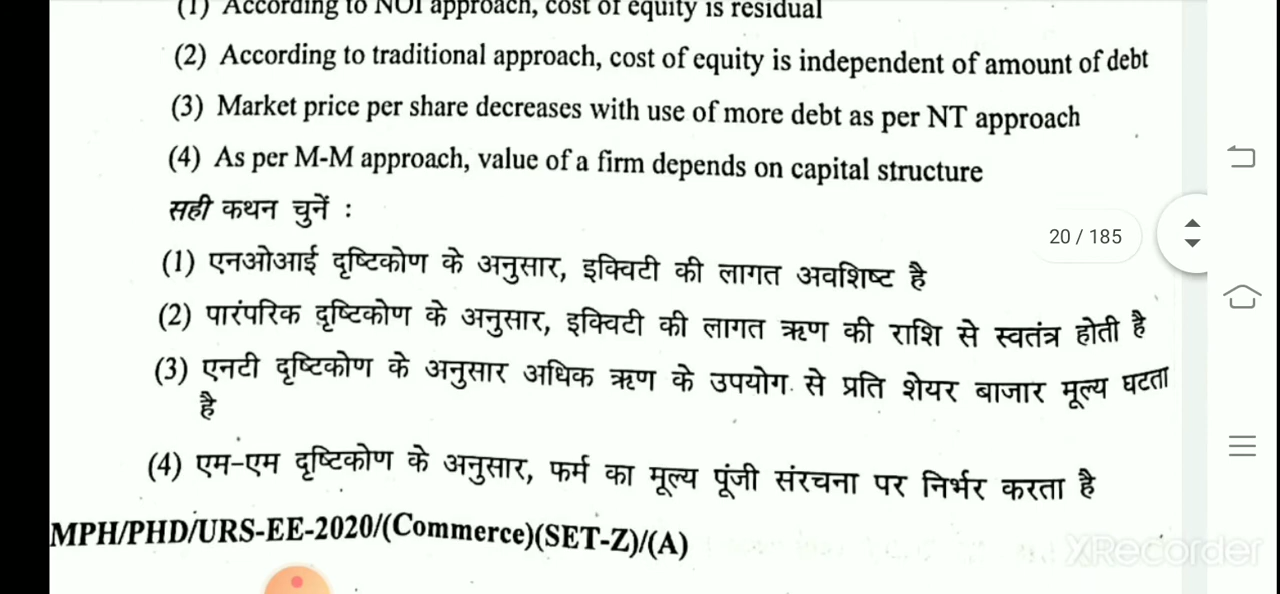 (1) According to NOI approach, cost of equity is residual
(2) According to traditional approach, cost of equity is independent of amount of debt
(3) Market price per share decreases with use of more debt as per NT approach
(4) As per M-M approach, value of a firm depends on capital structure
सही कथन चुनें :
(1) एनओआई दृष्टिकोण के अनुसार, इक्विटी की लागत अवशिष्ट है
(2) पारंपरिक दृष्टिकोण के अनुसार, इक्विटी की लागत ऋण की राशि से स्वतंत्र होती है
(3) एनटी दृष्टिकोण के अनुसार अधिक ऋण के उपयोग से प्रति शेयर बाजार मूल्य घटता
है
(4) एम-एम दृष्टिकोण के अनुसार, फर्म का मूल्य पूंजी संरचना पर निर्भर करता है
MPH/PHD/URS-EE-2020/(Commerce)(SET-Z)/(A)
20 / 185
XRecorder